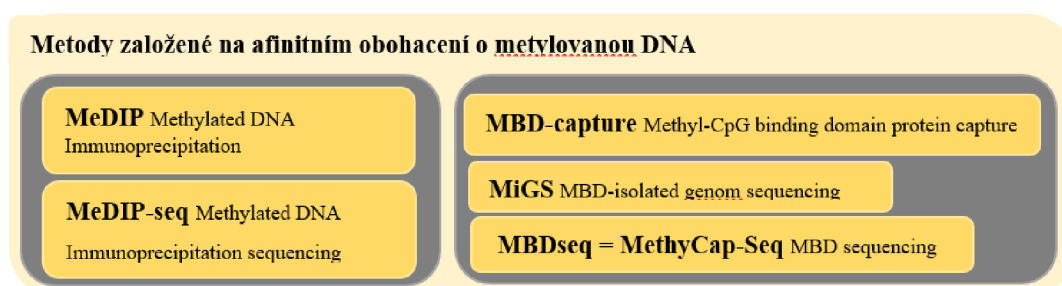 Metody založené na afinitním obohacení o metylovanou DNA
MeDIP Methylated DNA
Immunoprecipitation
MeDIP-seq Methylated DNA
Immunoprecipitation sequencing
MBD-capture Methyl-CpG binding domain protein capture
MiGS MBD-isolated genom sequencing
MBDseq = MethyCap-Seq MBD sequencing